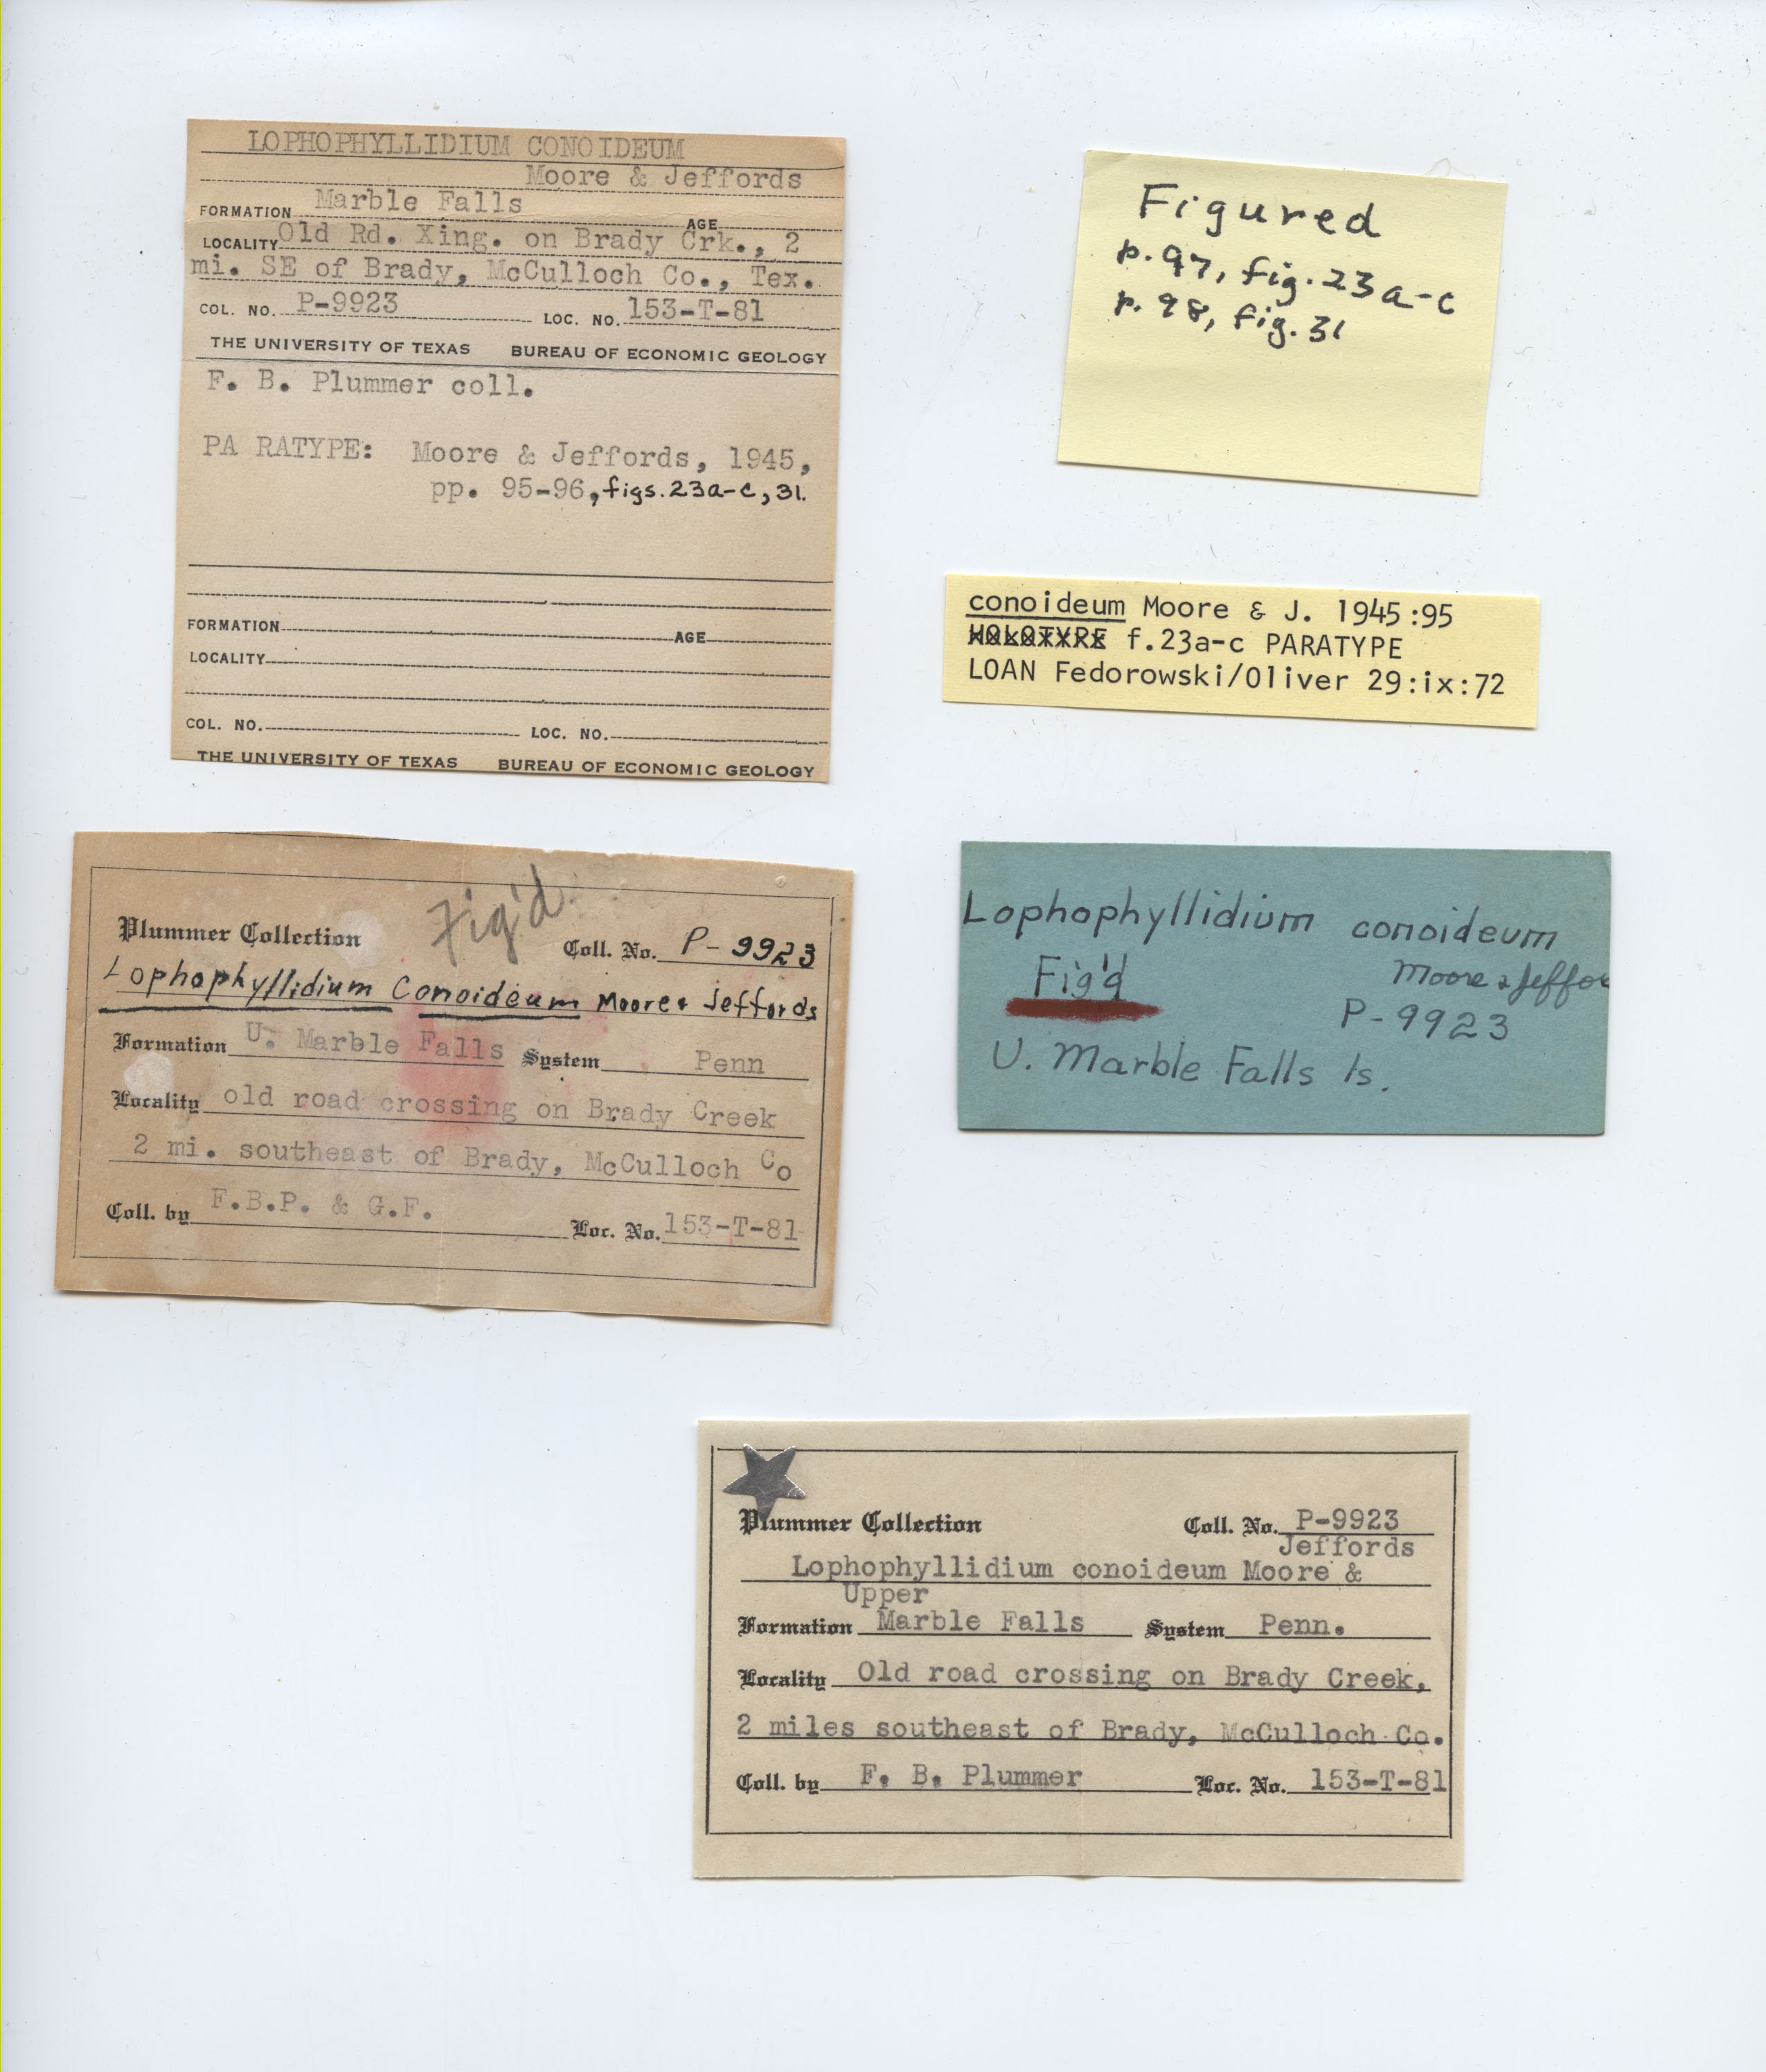 LOPHOPHYLLIDIUM CONOIDEUM
Moore & Jeffords
FORMATION Marble Falls AGE
LOCALITY Old Rd. Xing. on Brady Crk., 2
mi. SE of Brady, McCulloch Co., Tex.
COL. NO. P-9923 LOC. NO. 153-T-81
THE UNIVERSITY OF TEXAS BUREAU OF ECONOMIC GEOLOGY
F. B. Plummer coll.
PA RATYPE: Moore & Jeffords, 1945,
pp. 95-96, figs. 23a-c, 31.
FORMATION AGE
LOCALITY
COL. NO. LOC. NO.
THE UNIVERSITY OF TEXAS BUREAU OF ECONOMIC GEOLOGY
Figured
p. 97, fig. 23 a-c
p. 98, fig. 31
conoideum Moore & J. 1945:95
HOLOTYPE f.23a-c PARATYPE
LOAN Fedorowski/Oliver 29:ix:72
Fig'd.
Plummer Collection Coll. No. P-9923
Lophophyllidium Conoideum Moore & Jeffords
Formation U. Marble Falls System Penn
Locality old road crossing on Brady Creek
2 mi. southeast of Brady, McCulloch Co
Coll. by F.B.P. & G.F. Loc. No. 153-T-81
Lophophyllidium conoideum
Fig'd Moore & Jeffor
P-9923
U. Marble Falls ls.
Plummer Collection Coll. No. P-9923
Jeffords
Lophophyllidium conoideum Moore &
Upper
Formation Marble Falls System Penn.
Locality Old road crossing on Brady Creek,
2 miles southeast of Brady, McCulloch Co.
Coll. by F. B. Plummer Loc. No. 153-T-81